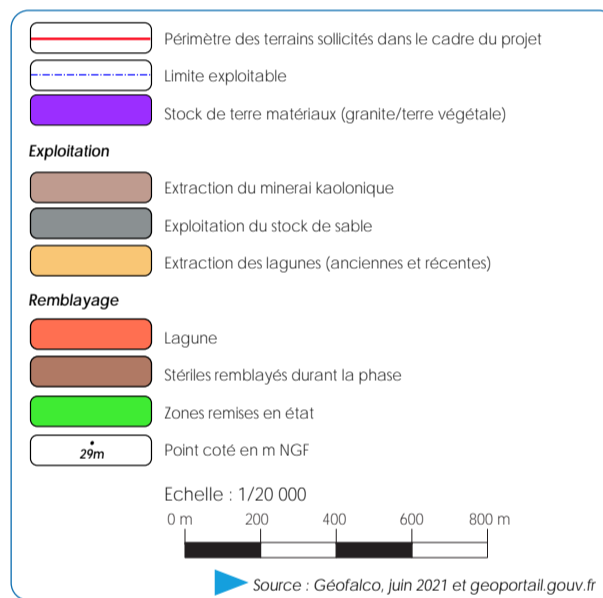 Périmètre des terrains sollicités dans le cadre du projet
Limite exploitable
Stock de terre matériaux (granite/terre végétale)
Exploitation
Extraction du minerai kaolonique
Exploitation du stock de sable
Extraction des lagunes (anciennes et récentes)
Remblayage
Lagune
Stériles remblayés durant la phase
Zones remises en état
29m Point coté en m NGF
Echelle : 1/20 000
0 m 200 400 600 800 m
Source : Géofalco, juin 2021 et geoportail.gouv.fr